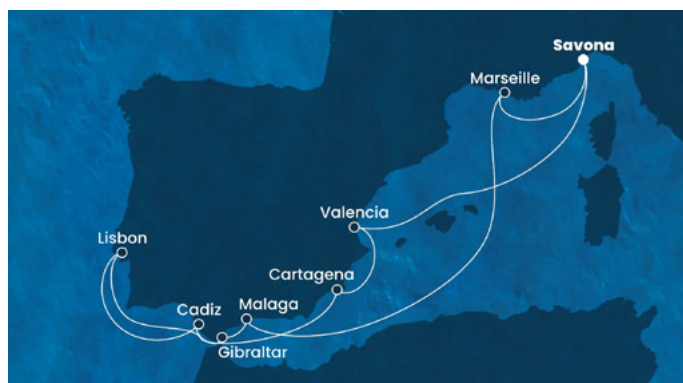 Savona
Marseille
Valencia
Lisbon
Cartagena
Cadiz
Malaga
Gibraltar